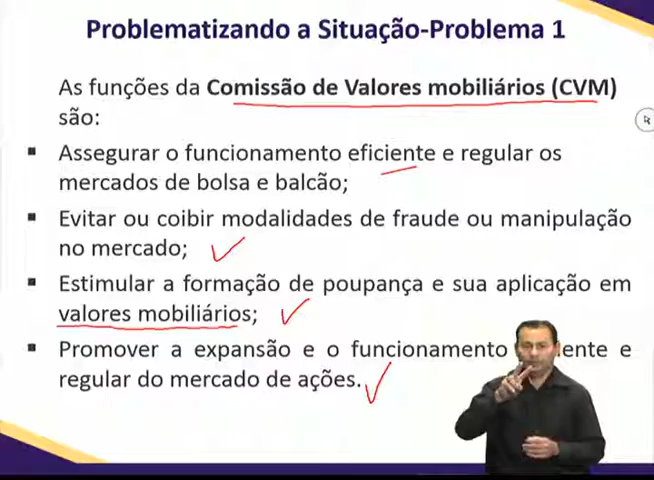 Problematizando a Situação-Problema 1
As funções da Comissão de Valores mobiliários (CVM)
são:
Assegurar o funcionamento eficiente e regular os
mercados de bolsa e balcão;
Evitar ou coibir modalidades de fraude ou manipulação
no mercado;
Estimular a formação de poupança e sua aplicação em
valores mobiliários;
Promover a expansão e o funcionamento e
regular do mercado de ações.